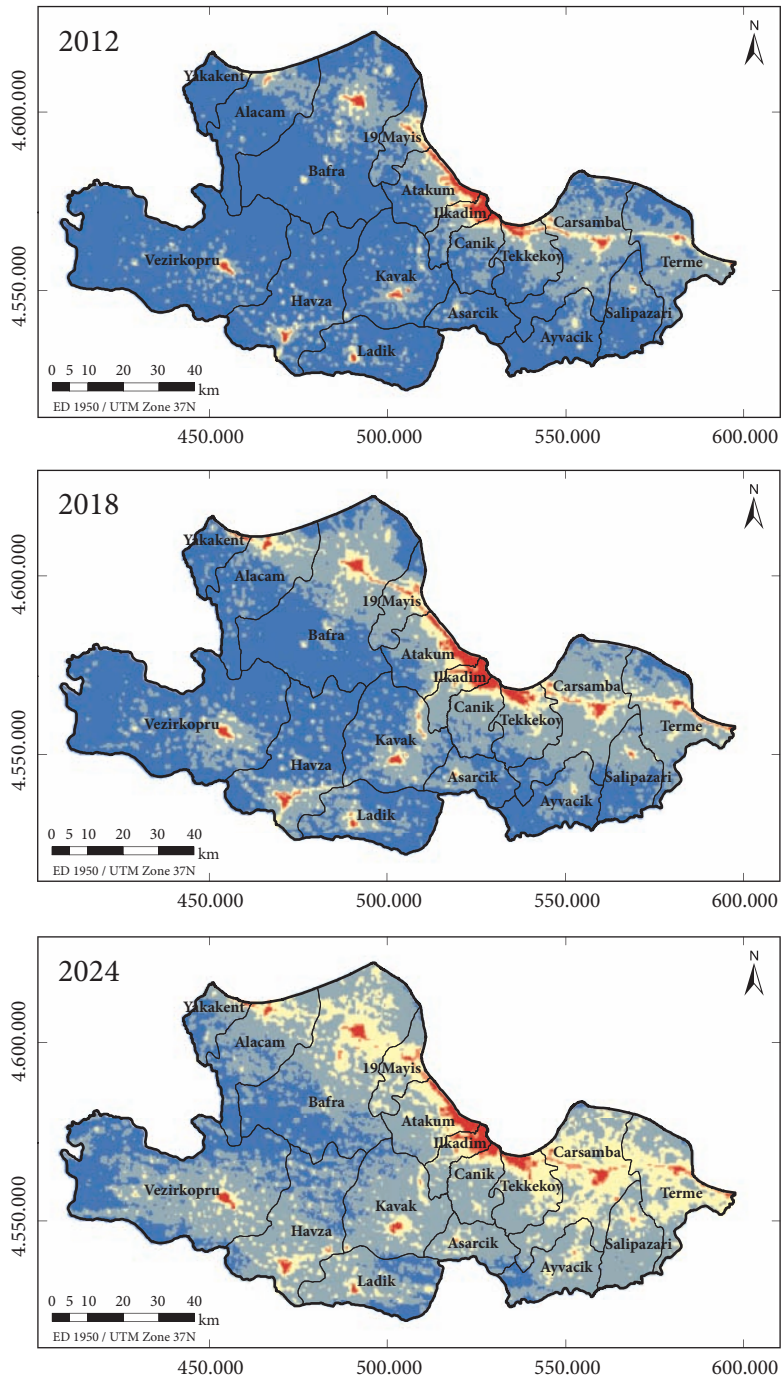 2012
N
Yakakent
Alacam
19 Mayis
Bafra
Atakum
Ilkadim
Carsamba
Canik
Tekkekoy
Vezirkopru
Kavak
Terme
Havza
Asarcik
Salipazari
Ladik
Ayvacik
0 5 10 20 30 40
km
ED 1950 / UTM Zone 37N
4.600.000
4.550.000
450.000 500.000 550.000 600.000
2018
N
Yakakent
Alacam
19 Mayis
Bafra
Atakum
Ilkadim
Carsamba
Canik
Tekkekoy
Vezirkopru
Kavak
Terme
Havza
Asarcik
Salipazari
Ladik
Ayvacik
0 5 10 20 30 40
km
ED 1950 / UTM Zone 37N
4.600.000
4.550.000
450.000 500.000 550.000 600.000
2024
N
Yakakent
Alacam
19 Mayis
Bafra
Atakum
Ilkadim
Carsamba
Canik
Tekkekoy
Vezirkopru
Kavak
Terme
Havza
Asarcik
Salipazari
Ladik
Ayvacik
0 5 10 20 30 40
km
ED 1950 / UTM Zone 37N
4.600.000
4.550.000
450.000 500.000 550.000 600.000